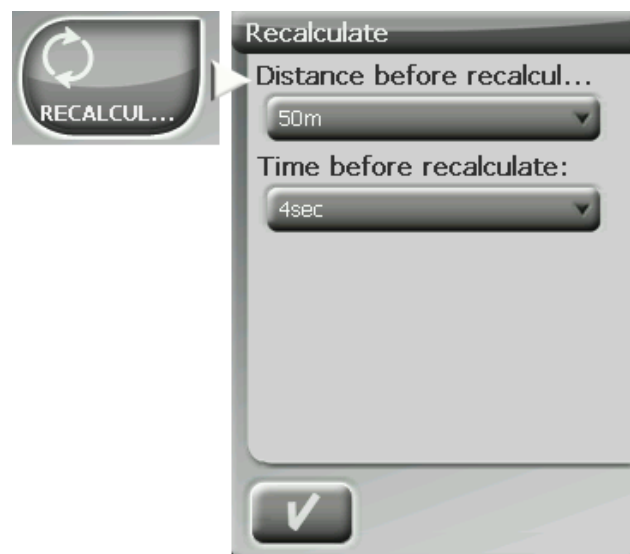 RECALCUL...
Recalculate
Distance before recalcul...
50m
Time before recalculate:
4sec